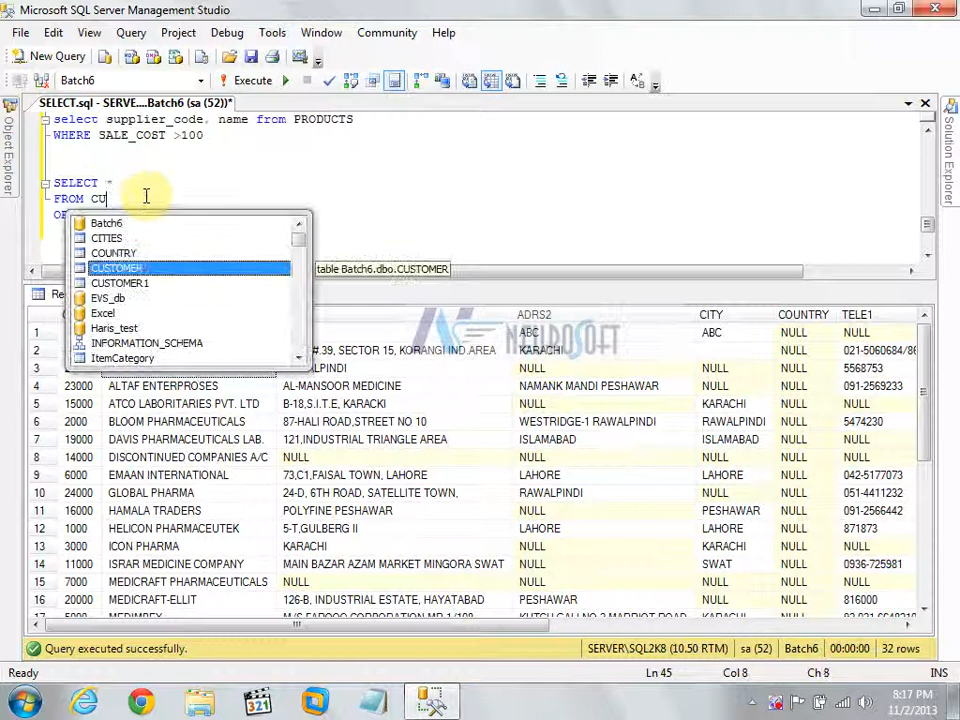 Microsoft SQL Server Management Studio
File Edit View Query Project Debug Tools Window Community Help
New Query
Batch6 Execute
SELECT.sql - SERVE....Batch6 (sa (52))*
Object Explorer
Solution Explorer
select supplier_code, name from PRODUCTS
WHERE SALE_COST >100
SELECT *
FROM CU
Batch6
CITIES
COUNTRY
CUSTOMER
CUSTOMER1
EVS_db
Excel
Haris_test
INFORMATION_SCHEMA
ItemCategory
table Batch6.dbo.CUSTOMER
NEUROSOFT
ADRS2 CITY COUNTRY TELE1
1 ABC ABC NULL NULL
2 #.39, SECTOR 15, KORANGI IND.AREA KARACHI NULL 021-5060684/86
3 NULL NULL NULL 5568753
4 23000 ALTAF ENTERPROSES AL-MANSOOR MEDICINE NAMANK MANDI PESHAWAR NULL NULL 091-2569233
5 15000 ATCO LABORITARIES PVT. LTD B-18,S.I.T.E, KARACKI NULL KARACHI NULL NULL
6 2000 BLOOM PHARMACEUTICALS 87-HALI ROAD,STREET NO 10 WESTRIDGE-1 RAWALPINDI RAWALPINDI NULL 5474230
7 19000 DAVIS PHARMACEUTICALS LAB. 121,INDUSTRIAL TRIANGLE AREA ISLAMABAD ISLAMABAD NULL NULL
8 14000 DISCONTINUED COMPANIES A/C NULL NULL NULL NULL NULL
9 6000 EMAAN INTERNATIONAL 73,C1,FAISAL TOWN, LAHORE LAHORE LAHORE NULL 042-5177073
10 24000 GLOBAL PHARMA 24-D, 6TH ROAD, SATELLITE TOWN, RAWALPINDI NULL NULL 051-4411232
11 16000 HAMALA TRADERS POLYFINE PESHAWAR NULL PESHAWAR NULL 091-2566442
12 1000 HELICON PHARMACEUTEK 5-T,GULBERG II LAHORE LAHORE NULL 871873
13 3000 ICON PHARMA KARACHI NULL KARACHI NULL NULL
14 11000 ISRAR MEDICINE COMPANY MAIN BAZAR AZAM MARKET MINGORA SWAT NULL SWAT NULL 0936-725981
15 7000 MEDICRAFT PHARMACEUTICALS NULL NULL NULL NULL NULL
16 20000 MEDICRAFT-ELLIT 126-B, INDUSTRIAL ESTATE, HAYATABAD PESHAWAR NULL NULL 816000
Query executed successfully. SERVER\SQL2K8 (10.50 RTM) sa (52) Batch6 00:00:00 32 rows
Ready Ln 45 Col 8 Ch 8 INS
321
8:17 PM
11/2/2013